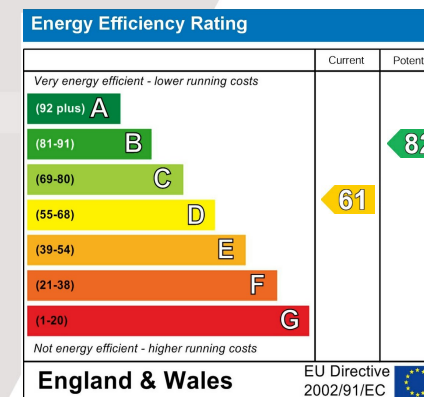 Energy Efficiency Rating
Current Potent
Very energy efficient - lower running costs
(92 plus) A
(81-91) B 82
(69-80) C
(55-68) D 61
(39-54) E
(21-38) F
(1-20) G
Not energy efficient - higher running costs
England & Wales
EU Directive
2002/91/EC